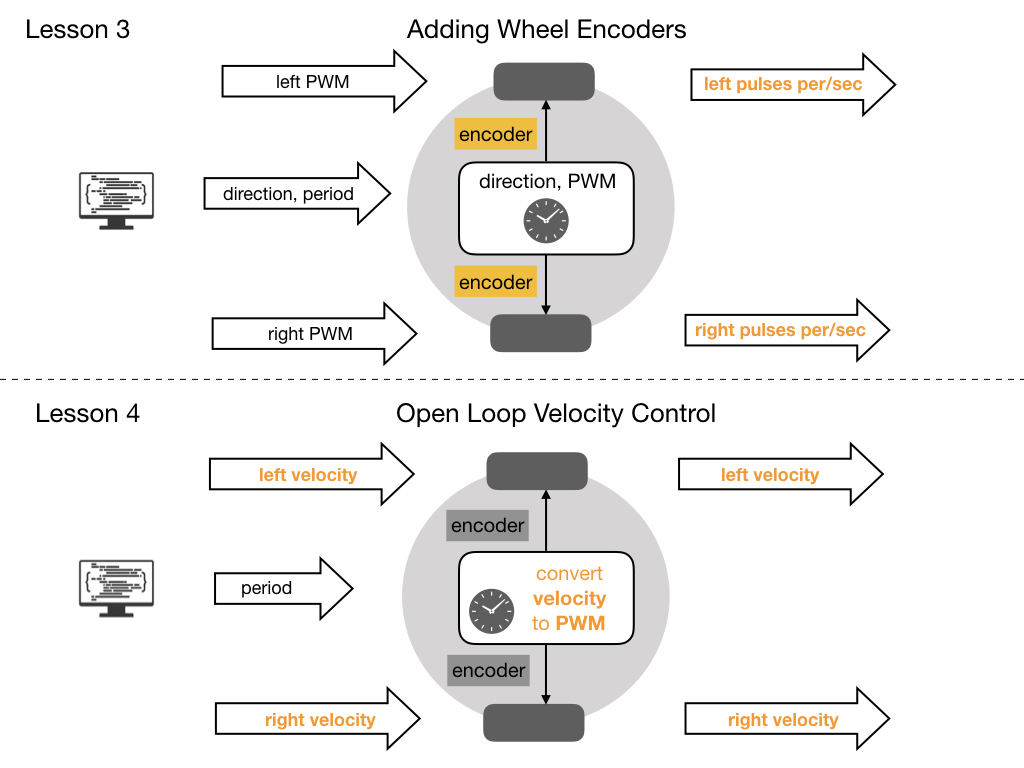 Lesson 3
Adding Wheel Encoders
left PWM
left pulses per/sec
encoder
direction, period
direction, PWM
encoder
right PWM
right pulses per/sec
Lesson 4
Open Loop Velocity Control
left velocity
left velocity
encoder
period
convert
velocity
to PWM
encoder
right velocity
right velocity